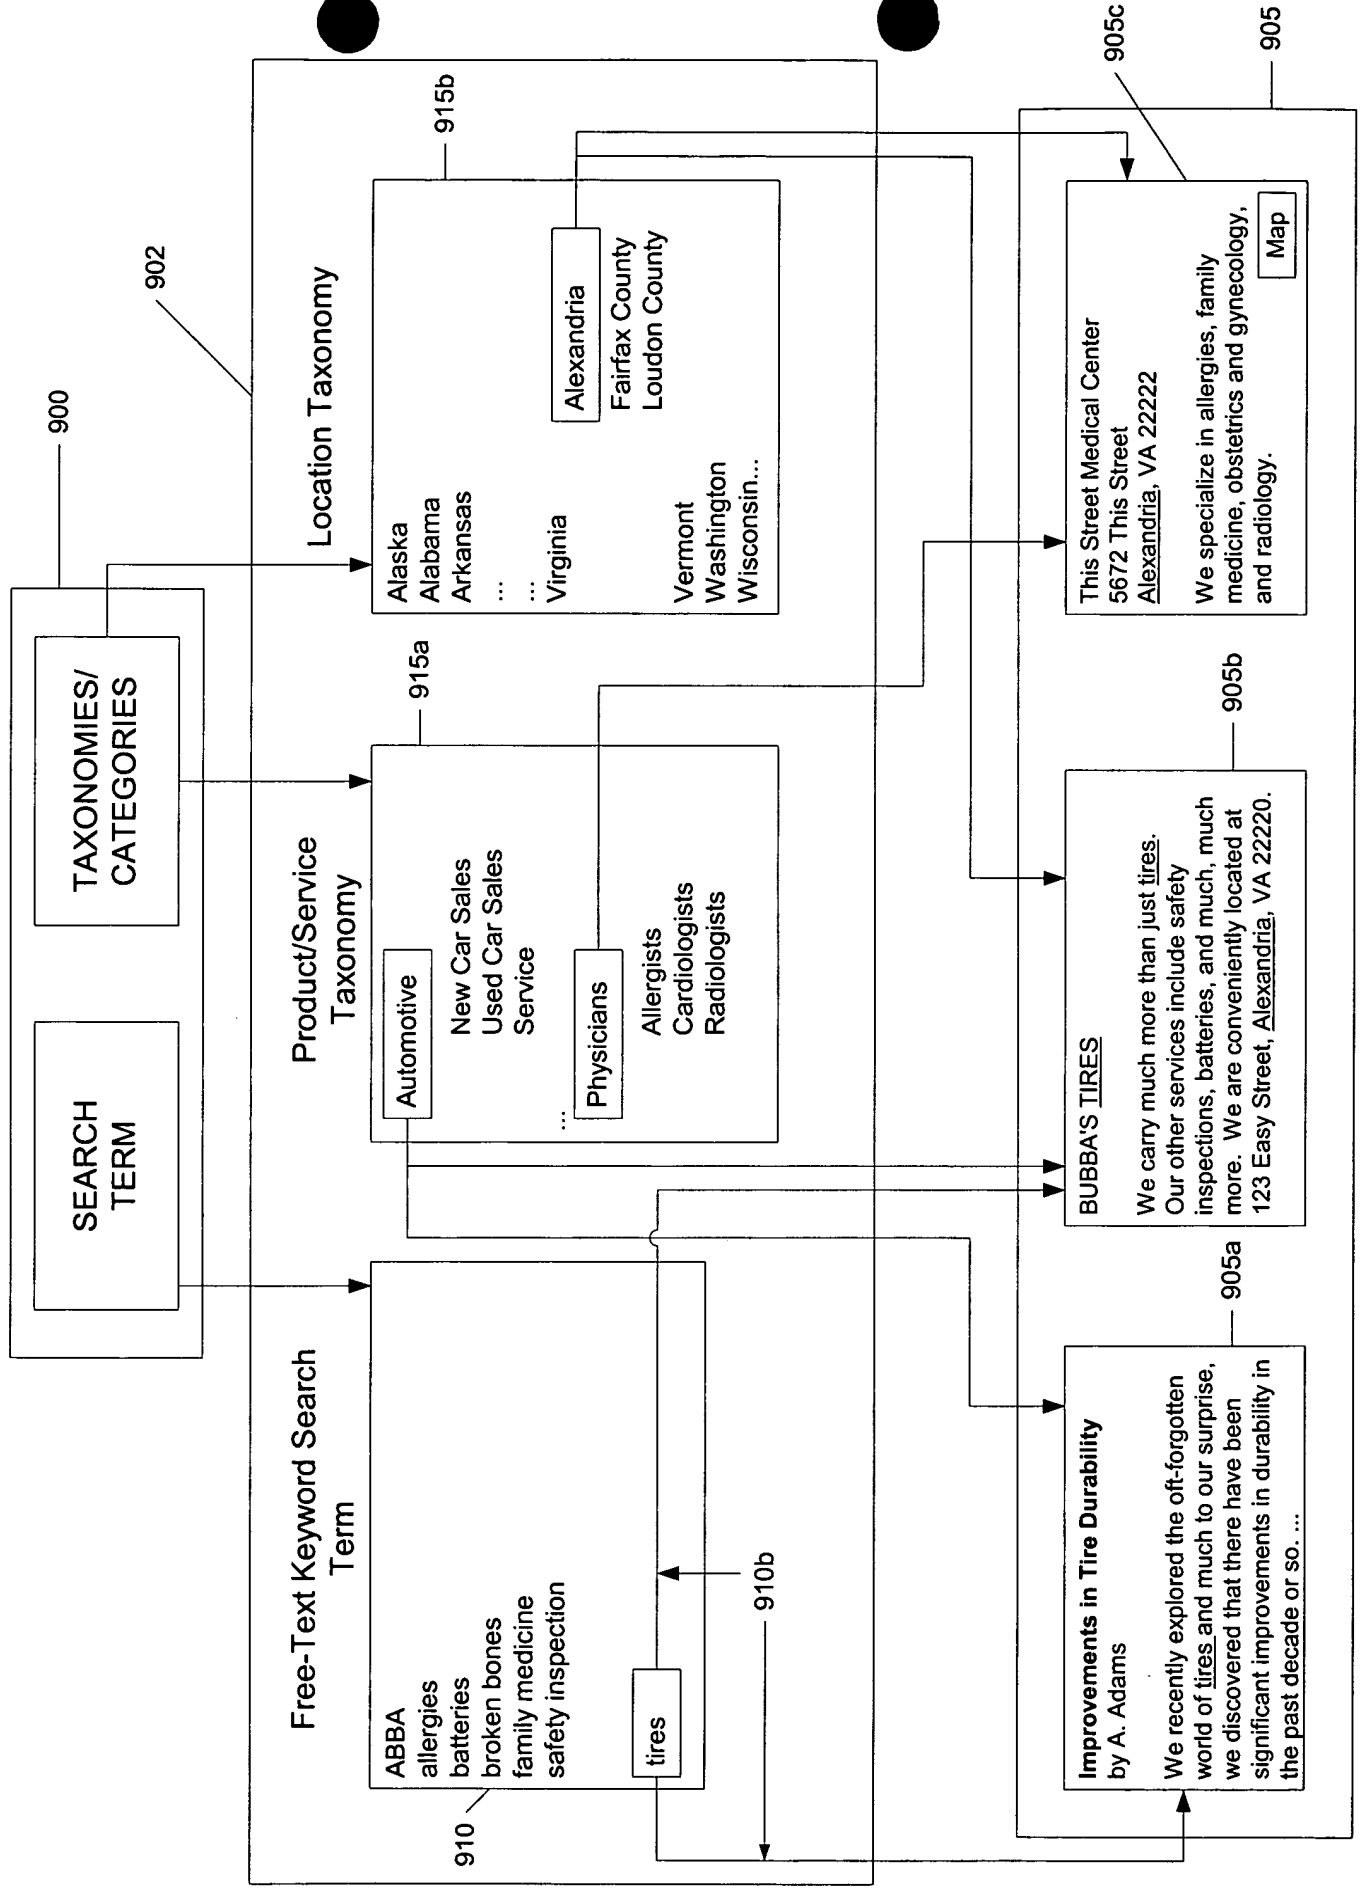 900
SEARCH
TERM
TAXONOMIES/
CATEGORIES
902
Free-Text Keyword Search
Term
Product/Service
Taxonomy
Location Taxonomy
910
ABBA
allergies
batteries
broken bones
family medicine
safety inspection
tires
910b
915a
Automotive
New Car Sales
Used Car Sales
Service
...
Physicians
Allergists
Cardiologists
Radiologists
915b
Alaska
Alabama
Arkansas
...
...
Virginia
Alexandria
Fairfax County
Loudon County
Vermont
Washington
Wisconsin...
905
905a
Improvements in Tire Durability
by A. Adams
We recently explored the oft-forgotten
world of tires and much to our surprise,
we discovered that there have been
significant improvements in durability in
the past decade or so. ...
905b
BUBBA'S TIRES
We carry much more than just tires.
Our other services include safety
inspections, batteries, and much, much
more. We are conveniently located at
123 Easy Street, Alexandria, VA 22220.
905c
This Street Medical Center
5672 This Street
Alexandria, VA 22222
We specialize in allergies, family
medicine, obstetrics and gynecology,
and radiology.
Map